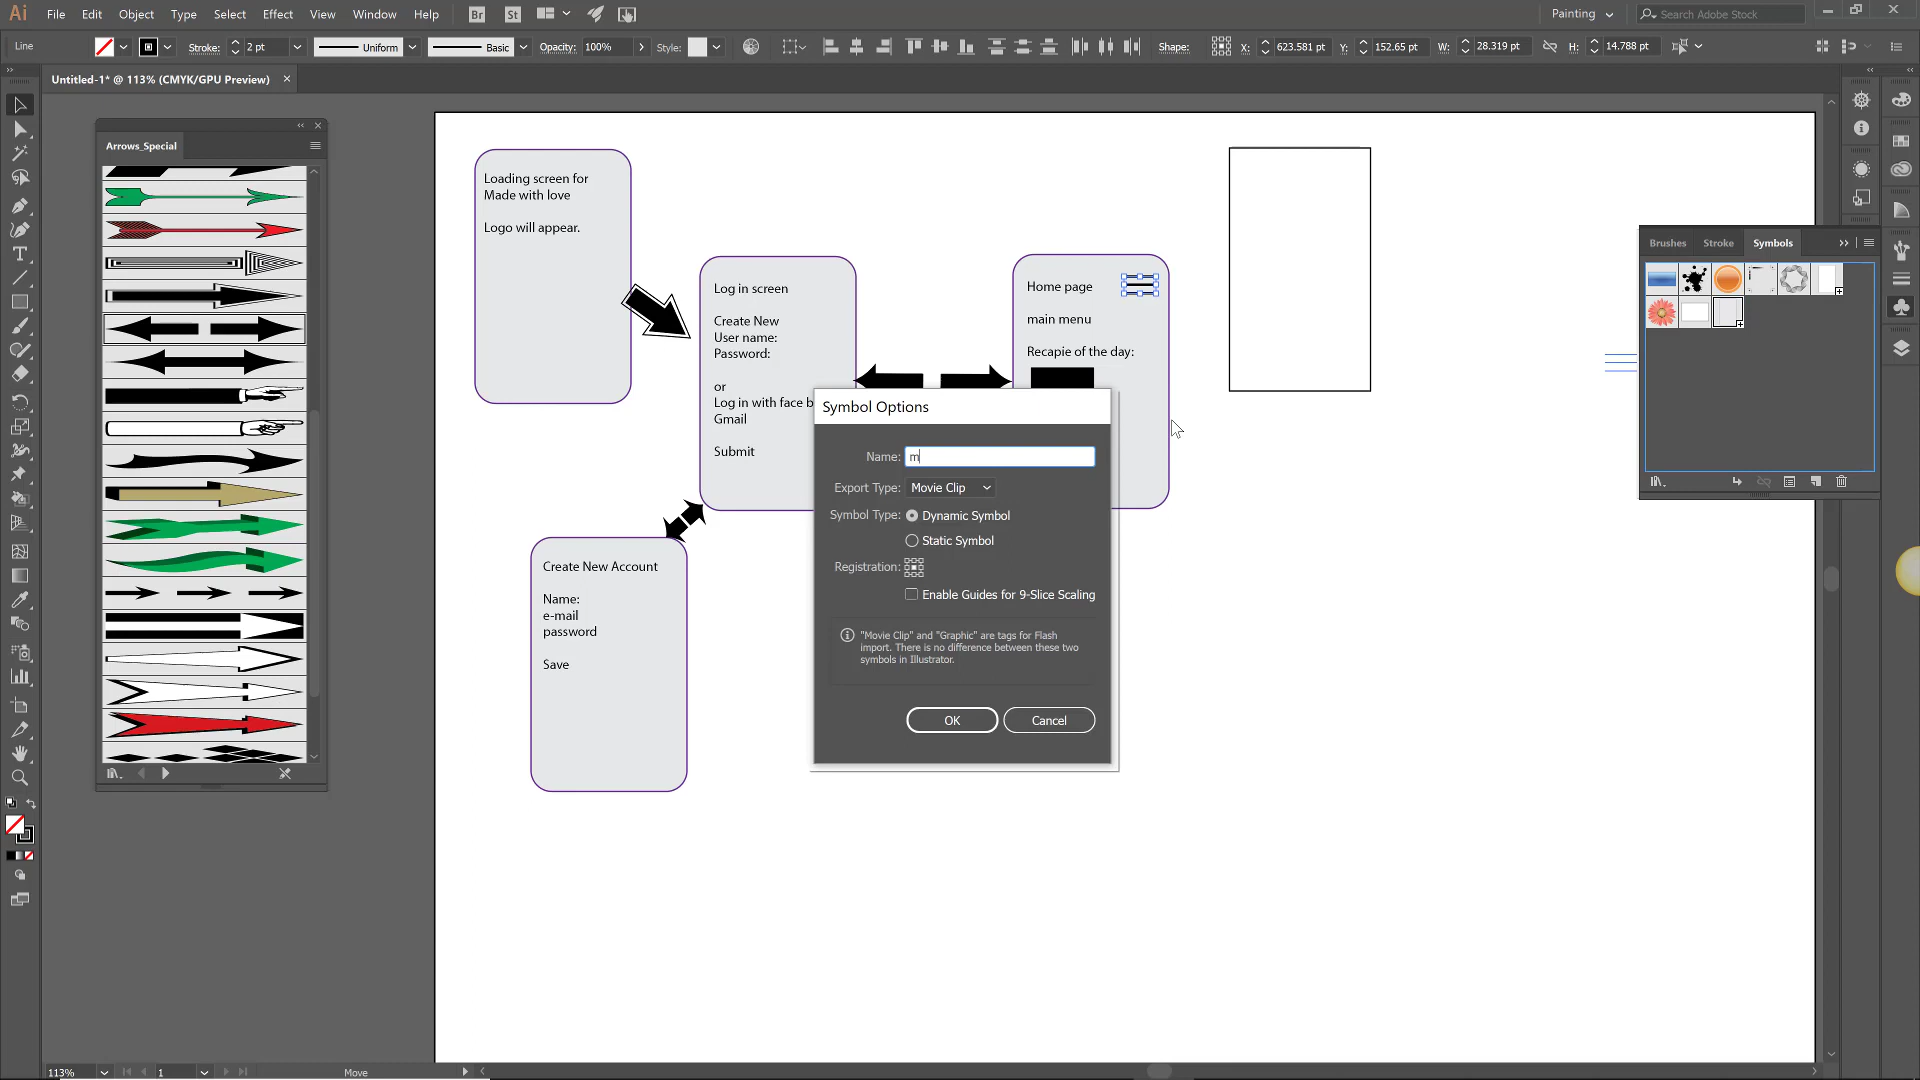 Ai File Edit Object Type Select Effect View Window Help Br St Painting Search Adobe Stock
Line Stroke: 2 pt Uniform Basic Opacity: 100% Style: Shape: X: 623.581 pt Y: 152.65 pt W: 28.319 pt H: 14.788 pt
Untitled-1* @ 113% (CMYK/GPU Preview)
Arrows_Special
Loading screen for
Made with love
Logo will appear.
Log in screen
Create New
User name:
Password:
or
Log in with face b
Gmail
Submit
Home page
main menu
Recapie of the day:
Create New Account
Name:
e-mail
password
Save
Symbol Options
Name: m
Export Type: Movie Clip
Symbol Type: Dynamic Symbol
Static Symbol
Registration:
Enable Guides for 9-Slice Scaling
"Movie Clip" and "Graphic" are tags for Flash
import. There is no difference between these two
symbols in Illustrator.
OK Cancel
Brushes Stroke Symbols
113% 1 Move